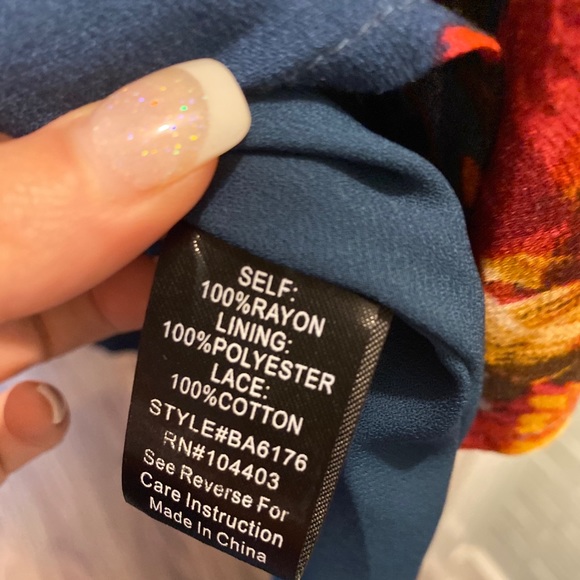 SELF:
100%RAYON
LINING:
100%POLYESTER
LACE:
100%COTTON
STYLE#BA6176
RN#104403
See Reverse For
Care Instruction
Made In China